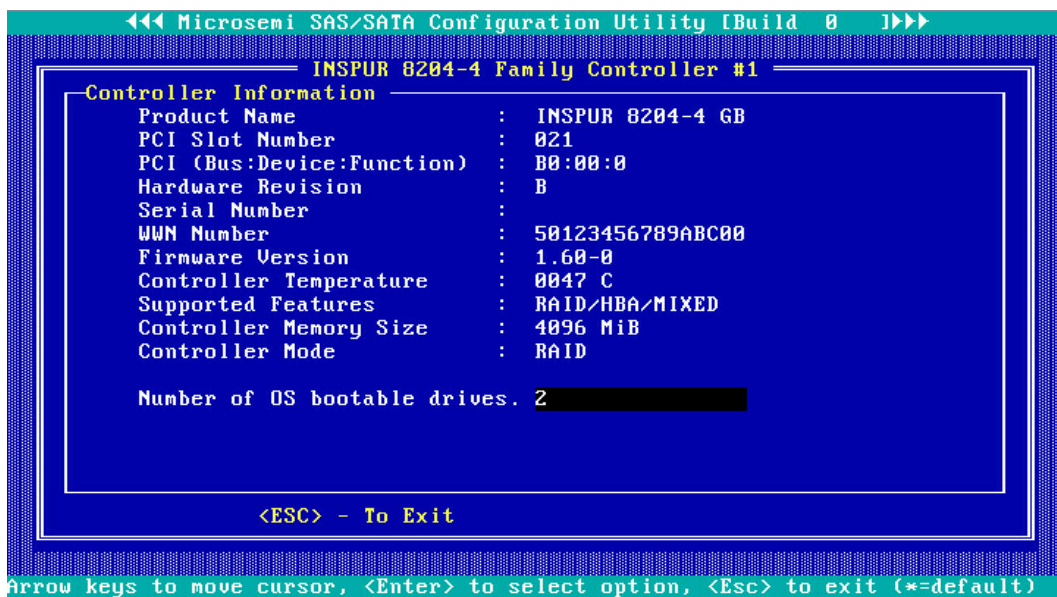 Microsemi SAS/SATA Configuration Utility [Build 0 ]
INSPUR 8204-4 Family Controller #1
Controller Information
Product Name : INSPUR 8204-4 GB
PCI Slot Number : 021
PCI (Bus:Device:Function) : B0:00:0
Hardware Revision : B
Serial Number :
WWN Number : 50123456789ABC00
Firmware Version : 1.60-0
Controller Temperature : 0047 C
Supported Features : RAID/HBA/MIXED
Controller Memory Size : 4096 MiB
Controller Mode : RAID
Number of OS bootable drives. 2
<ESC> - To Exit
Arrow keys to move cursor, <Enter> to select option, <Esc> to exit (*=default)